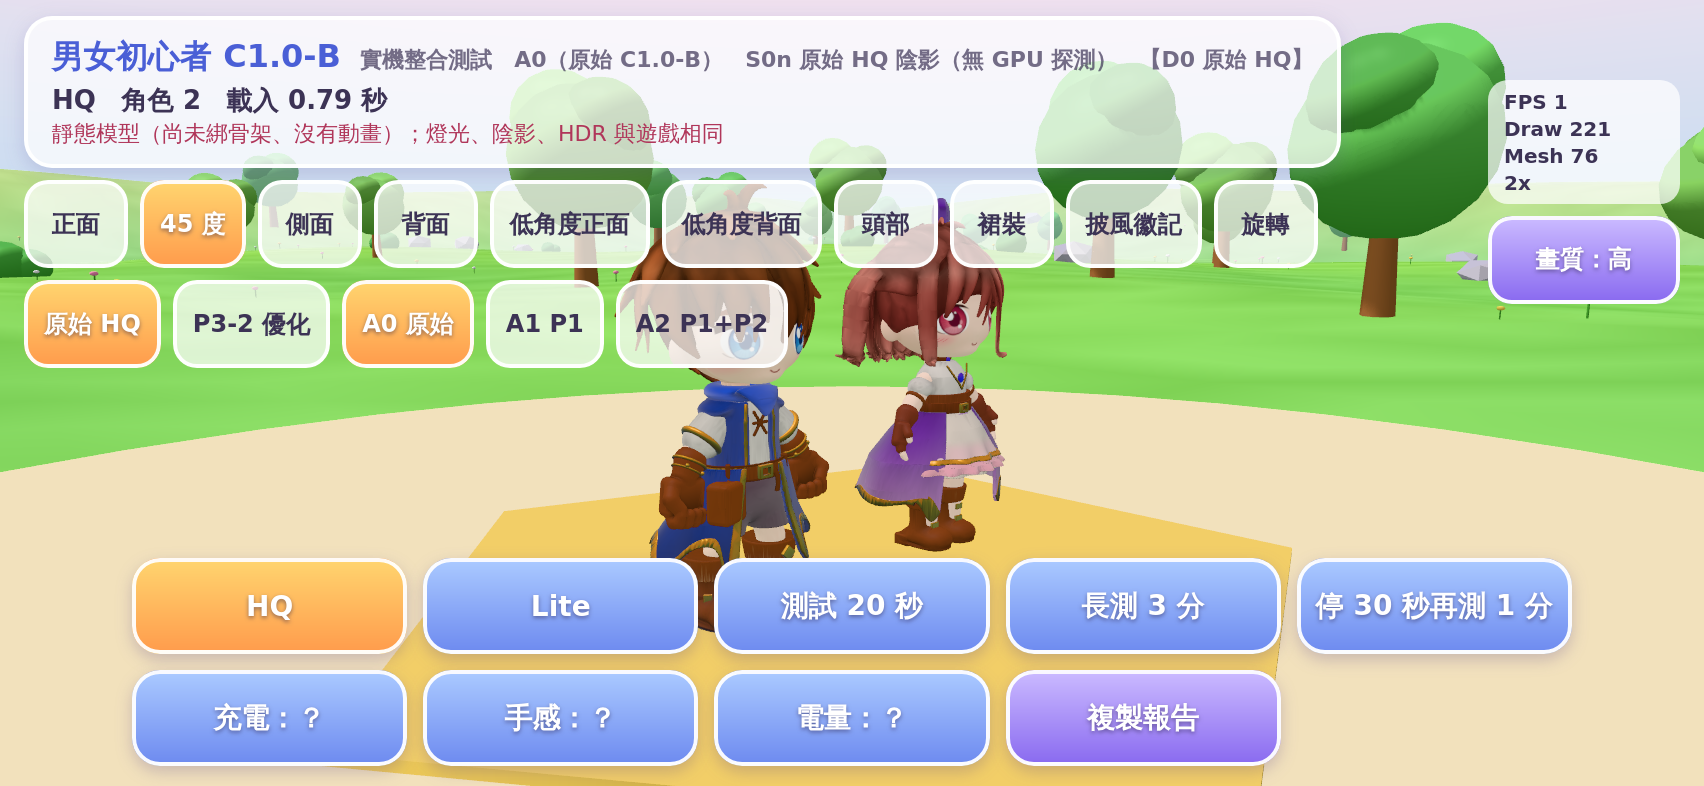 男女初心者 C1.0-B 實機整合測試 A0（原始 C1.0-B） S0n 原始 HQ 陰影（無 GPU 探測） 【D0 原始 HQ】
HQ 角色 2 載入 0.79 秒
靜態模型（尚未綁骨架、沒有動畫）；燈光、陰影、HDR 與遊戲相同
FPS 1
Draw 221
Mesh 76
2x
正面
45 度
側面
背面
低角度正面
低角度背面
頭部
裙裝
披風徽記
旋轉
畫質：高
原始 HQ
P3-2 優化
A0 原始
A1 P1
A2 P1+P2
HQ
Lite
測試 20 秒
長測 3 分
停 30 秒再測 1 分
充電：？
手感：？
電量：？
複製報告